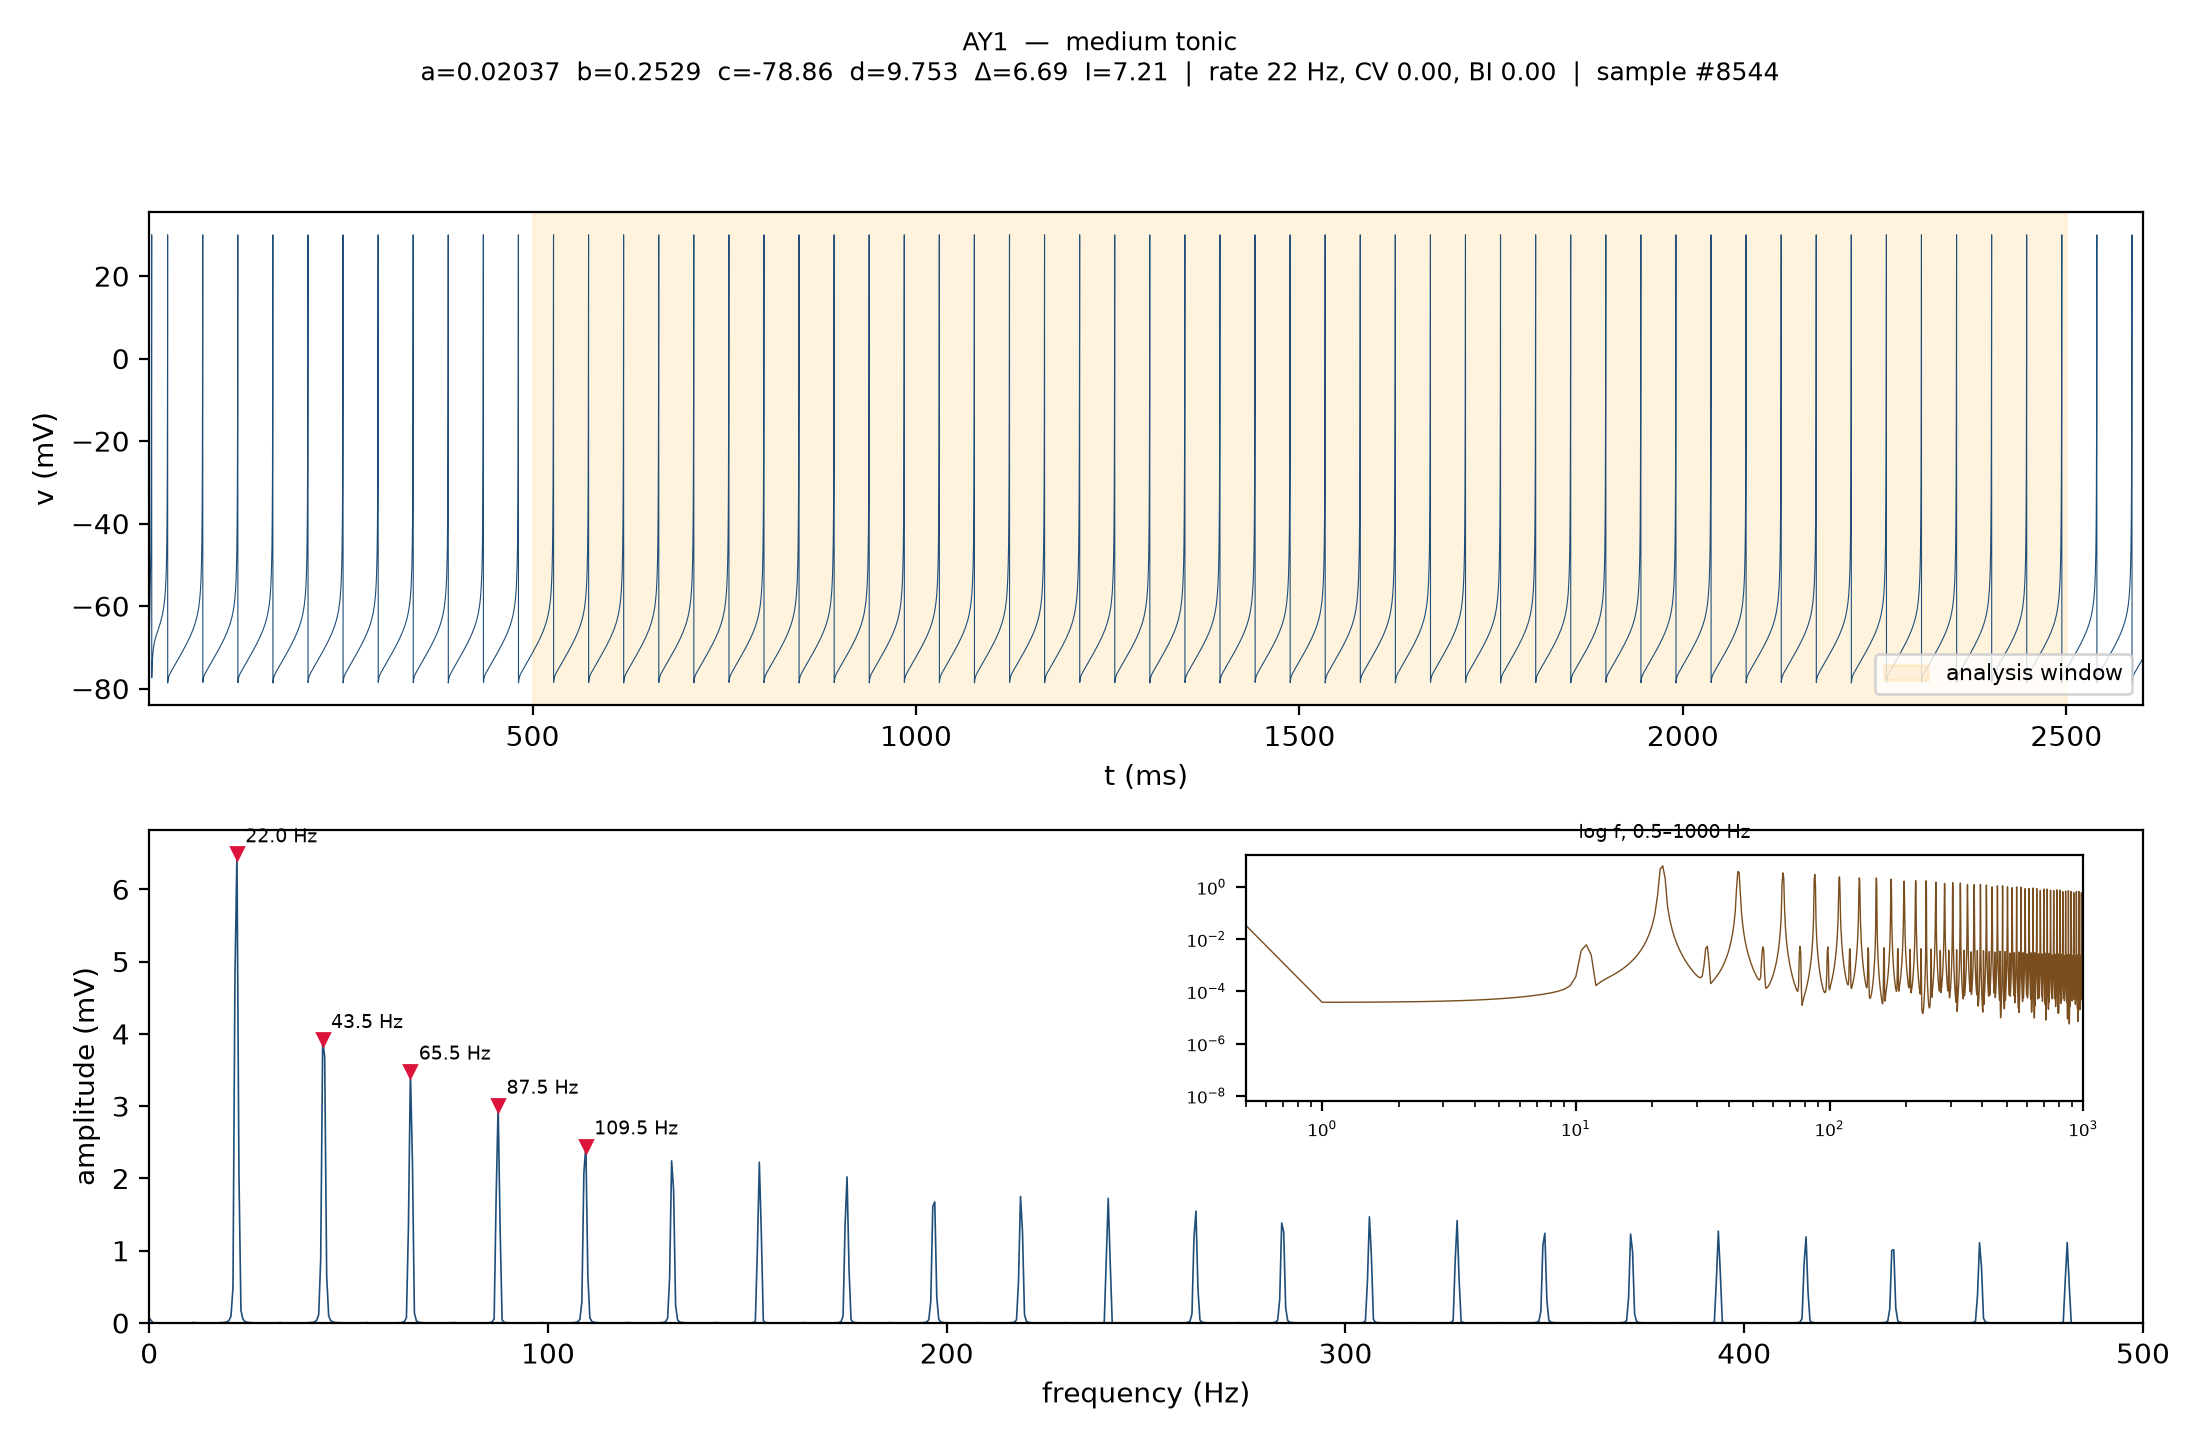 AY1 — medium tonic
a=0.02037 b=0.2529 c=-78.86 d=9.753 Δ=6.69 I=7.21 | rate 22 Hz, CV 0.00, BI 0.00 | sample #8544
v (mV)
20
0
−20
−40
−60
−80
analysis window
500
1000
1500
2000
2500
t (ms)
amplitude (mV)
6
5
4
3
2
1
0
22.0 Hz
43.5 Hz
65.5 Hz
87.5 Hz
109.5 Hz
log f, 0.5–1000 Hz
10⁰
10⁻²
10⁻⁴
10⁻⁶
10⁻⁸
10⁰
10¹
10²
10³
0
100
200
300
400
500
frequency (Hz)